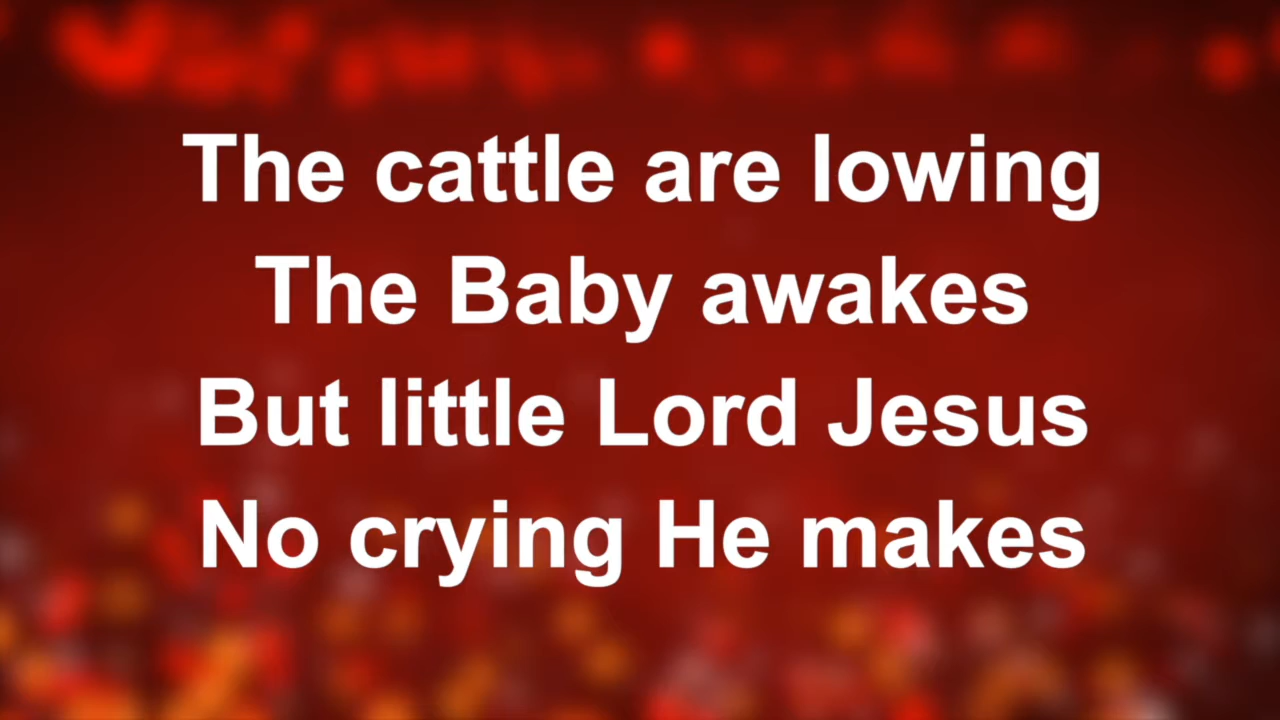 The cattle are lowing
The Baby awakes
But little Lord Jesus
No crying He makes